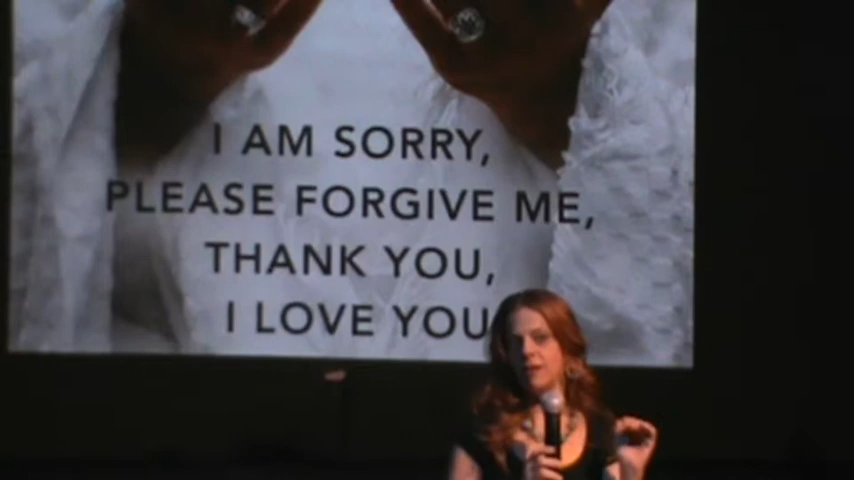 I AM SORRY,
PLEASE FORGIVE ME,
THANK YOU,
I LOVE YOU